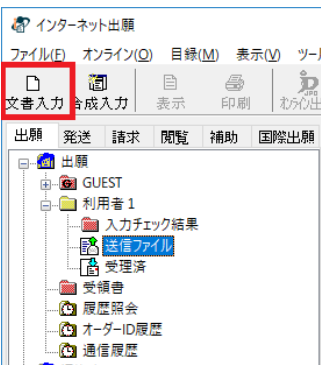 インターネット出願
ファイル(F) オンライン(O) 目録(M) 表示(V) ツー
文書入力 合成入力 表示 印刷
出願 発送 請求 閲覧 補助 国際出願
出願
GUEST
利用者 1
入力チェック結果
送信ファイル
受理済
受領書
履歴照会
オーダーID履歴
通信履歴